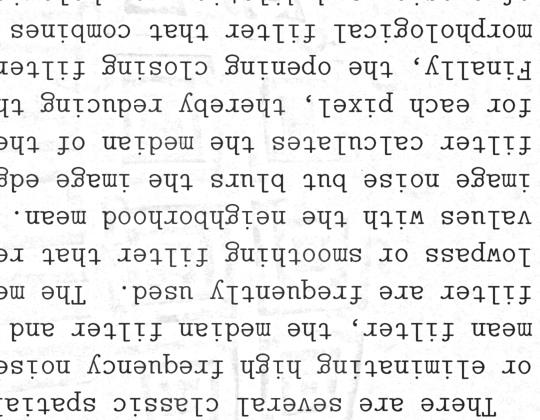 There are several classic spatial
or eliminating high frequency noise
mean filter, the median filter and
filter are frequently used. The me
lowpass or smoothing filter that re
values with the neighborhood mean.
image noise but blurs the image edg
filter calculates the median of the
for each pixel, thereby reducing th
Finally, the opening closing filter
morphological filter that combines